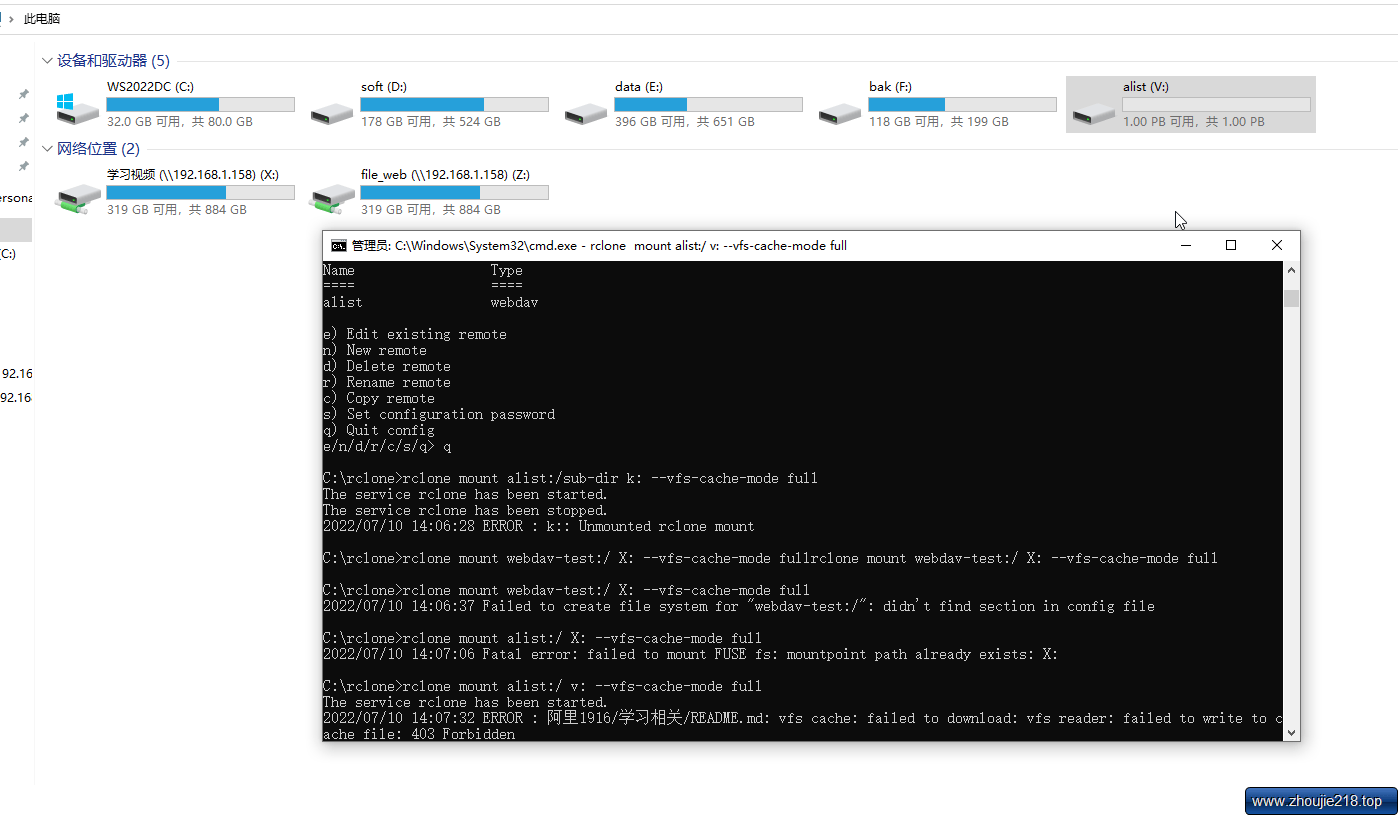 › 此电脑
设备和驱动器 (5)
WS2022DC (C:)
32.0 GB 可用，共 80.0 GB
soft (D:)
178 GB 可用，共 524 GB
data (E:)
396 GB 可用，共 651 GB
bak (F:)
118 GB 可用，共 199 GB
alist (V:)
1.00 PB 可用，共 1.00 PB
网络位置 (2)
学习视频 (\\192.168.1.158) (X:)
319 GB 可用，共 884 GB
file_web (\\192.168.1.158) (Z:)
319 GB 可用，共 884 GB
ersona
C:)
92.16
92.16
管理员: C:\Windows\System32\cmd.exe - rclone  mount alist:/ v: --vfs-cache-mode full
Name                 Type
====                 ====
alist                webdav
e) Edit existing remote
n) New remote
d) Delete remote
r) Rename remote
c) Copy remote
s) Set configuration password
q) Quit config
e/n/d/r/c/s/q> q
C:\rclone>rclone mount alist:/sub-dir k: --vfs-cache-mode full
The service rclone has been started.
The service rclone has been stopped.
2022/07/10 14:06:28 ERROR : k:: Unmounted rclone mount
C:\rclone>rclone mount webdav-test:/ X: --vfs-cache-mode fullrclone mount webdav-test:/ X: --vfs-cache-mode full
C:\rclone>rclone mount webdav-test:/ X: --vfs-cache-mode full
2022/07/10 14:06:37 Failed to create file system for "webdav-test:/": didn't find section in config file
C:\rclone>rclone mount alist:/ X: --vfs-cache-mode full
2022/07/10 14:07:06 Fatal error: failed to mount FUSE fs: mountpoint path already exists: X:
C:\rclone>rclone mount alist:/ v: --vfs-cache-mode full
The service rclone has been started.
2022/07/10 14:07:32 ERROR : 阿里1916/学习相关/README.md: vfs cache: failed to download: vfs reader: failed to write to c
ache file: 403 Forbidden
www.zhoujie218.top